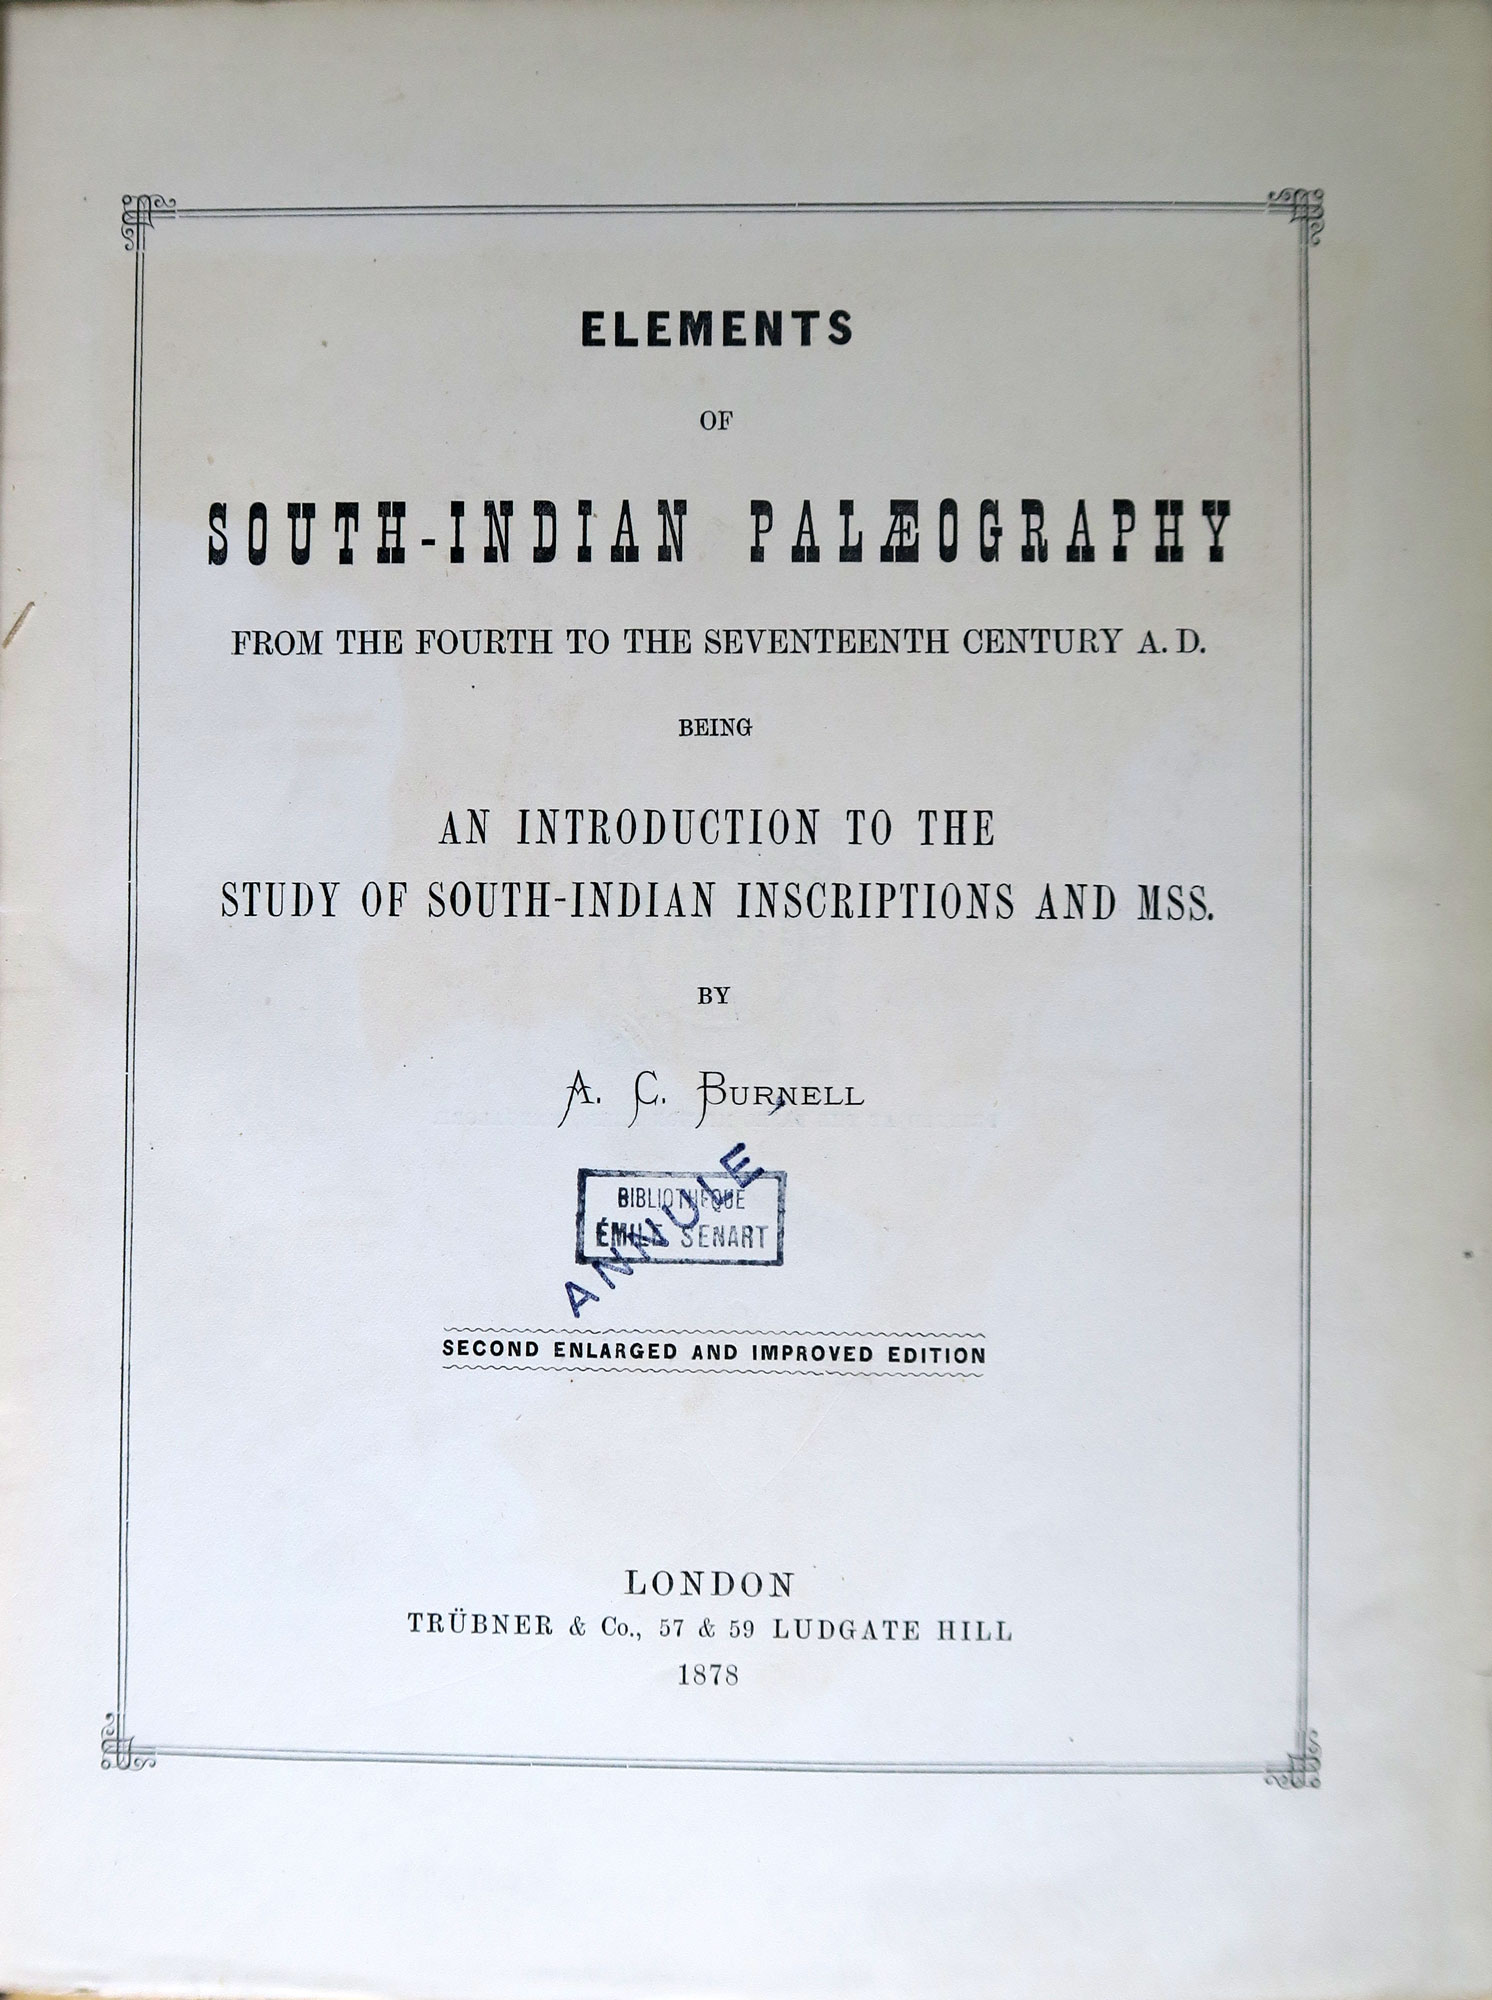 ELEMENTS
OF
SOUTH-INDIAN PALÆOGRAPHY
FROM THE FOURTH TO THE SEVENTEENTH CENTURY A. D.
BEING
AN INTRODUCTION TO THE
STUDY OF SOUTH-INDIAN INSCRIPTIONS AND MSS.
BY
A. C. BURNELL
BIBLIOTHÈQUE
ÉMILE SENART
ANNULÉ
SECOND ENLARGED AND IMPROVED EDITION
LONDON
TRÜBNER & Co., 57 & 59 LUDGATE HILL
1878